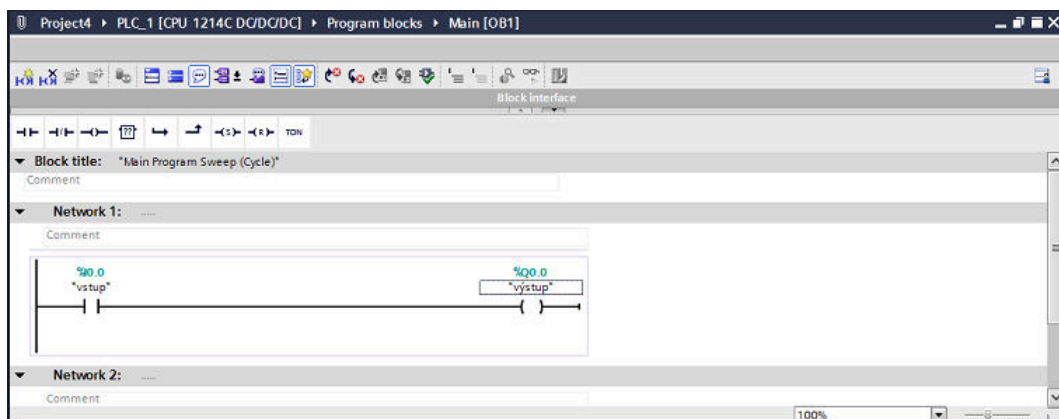 Project4 ▸ PLC_1 [CPU 1214C DC/DC/DC] ▸ Program blocks ▸ Main [OB1]
Block interface
TON
Block title: "Main Program Sweep (Cycle)"
Comment
Network 1: .....
Comment
%I0.0 %Q0.0
"vstup" "výstup"
Network 2: .....
Comment
100%